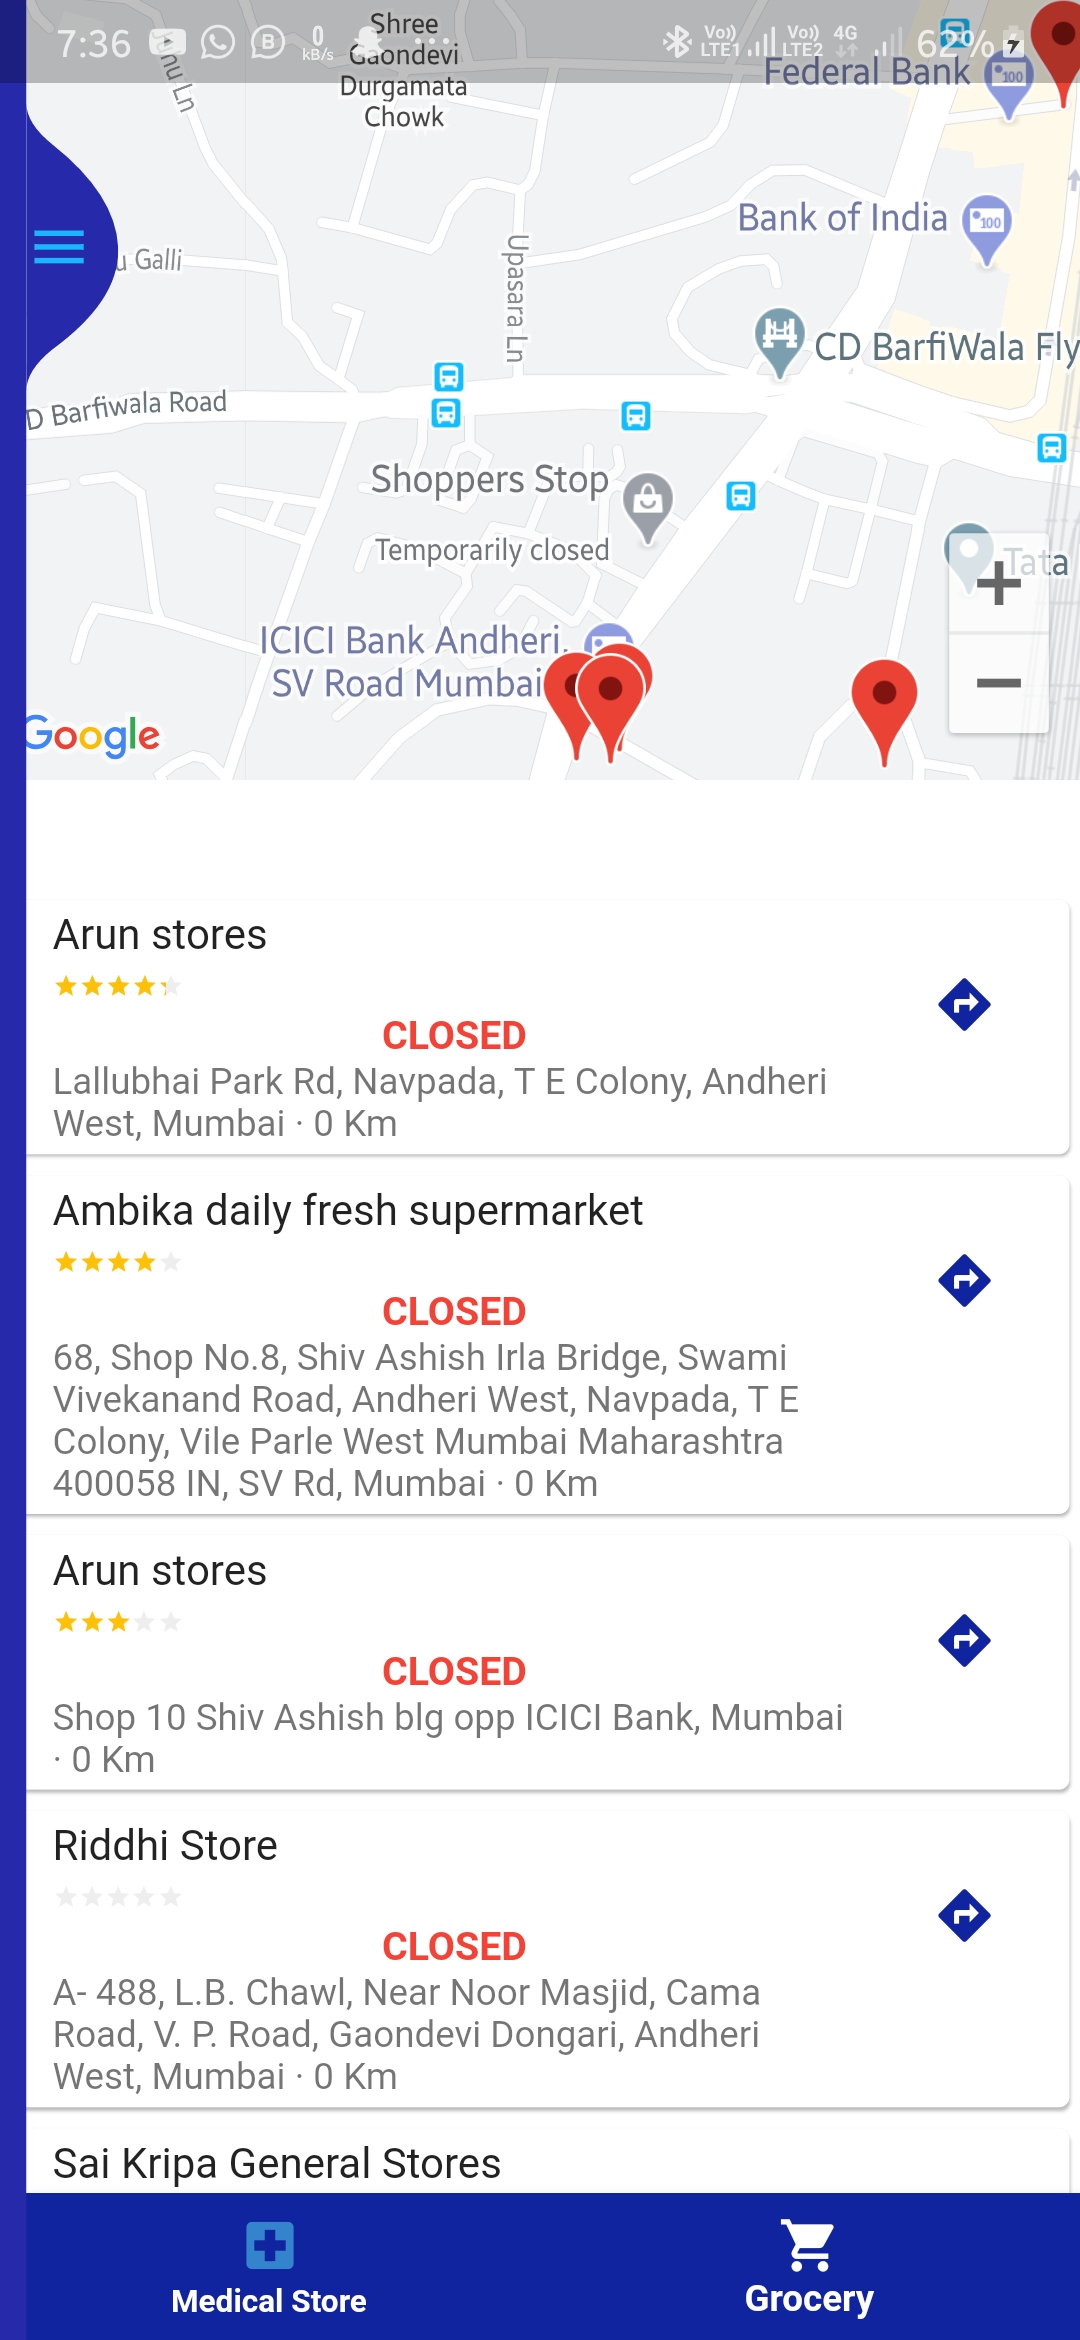 7:36
B
0
kB/s
Vo))
LTE1
Vo))
LTE2
4G
62%
Shree
Gaondevi
Durgamata
Chowk
Federal Bank
100
Bank of India
100
Galli
Upasara Ln
CD BarfiWala Fly
D Barfiwala Road
Shoppers Stop
Temporarily closed
Tata
+
ICICI Bank Andheri,
SV Road Mumbai
−
Google
Arun stores
CLOSED
Lallubhai Park Rd, Navpada, T E Colony, Andheri
West, Mumbai · 0 Km
Ambika daily fresh supermarket
CLOSED
68, Shop No.8, Shiv Ashish Irla Bridge, Swami
Vivekanand Road, Andheri West, Navpada, T E
Colony, Vile Parle West Mumbai Maharashtra
400058 IN, SV Rd, Mumbai · 0 Km
Arun stores
CLOSED
Shop 10 Shiv Ashish blg opp ICICI Bank, Mumbai
· 0 Km
Riddhi Store
CLOSED
A- 488, L.B. Chawl, Near Noor Masjid, Cama
Road, V. P. Road, Gaondevi Dongari, Andheri
West, Mumbai · 0 Km
Sai Kripa General Stores
Medical Store
Grocery